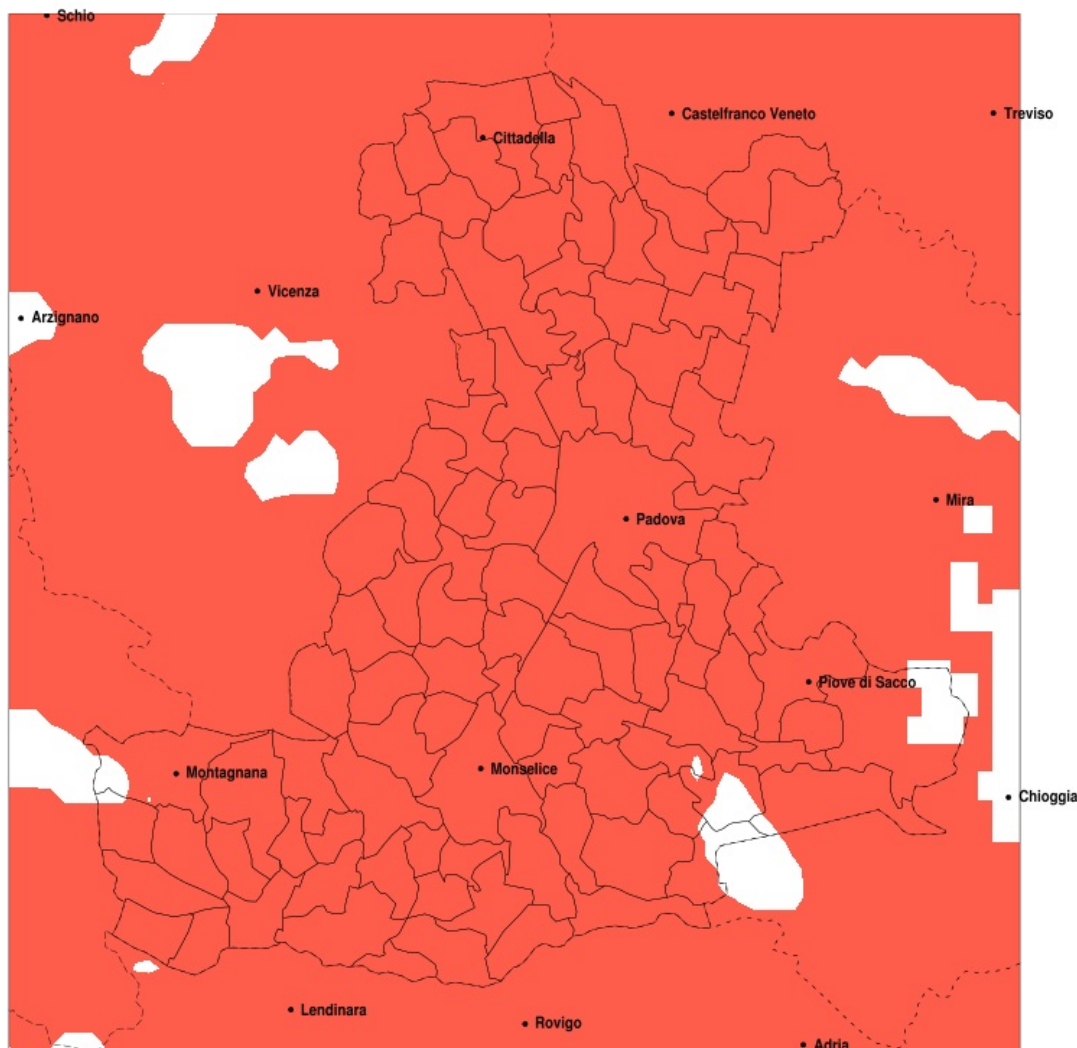 Schio
Castelfranco Veneto
Treviso
Cittadella
Vicenza
Arzignano
Mira
Padova
Piove di Sacco
Montagnana
Monselice
Chioggia
Lendinara
Rovigo
Adria